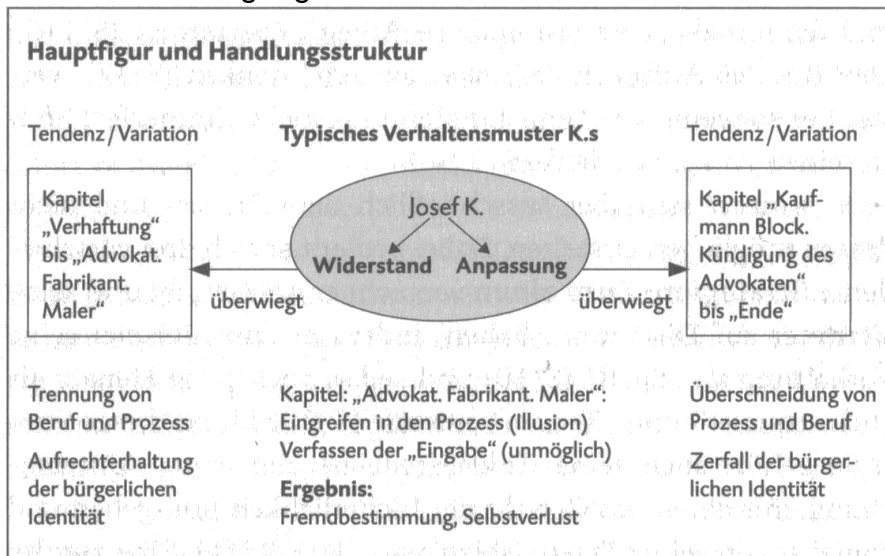 Hauptfigur und Handlungsstruktur
Tendenz/Variation
Kapitel
„Verhaftung"
bis „Advokat.
Fabrikant.
Maler"
Trennung von
Beruf und Prozess
Aufrechterhaltung
der bürgerlichen
Identität
Typisches Verhaltensmuster K.s
Josef K.
Widerstand Anpassung
überwiegt überwiegt
Kapitel: „Advokat. Fabrikant. Maler":
Eingreifen in den Prozess (Illusion)
Verfassen der „Eingabe" (unmöglich)
Ergebnis:
Fremdbestimmung, Selbstverlust
Tendenz/Variation
Kapitel „Kauf-
mann Block.
Kündigung des
Advokaten"
bis „Ende"
Überschneidung von
Prozess und Beruf
Zerfall der bürger-
lichen Identität